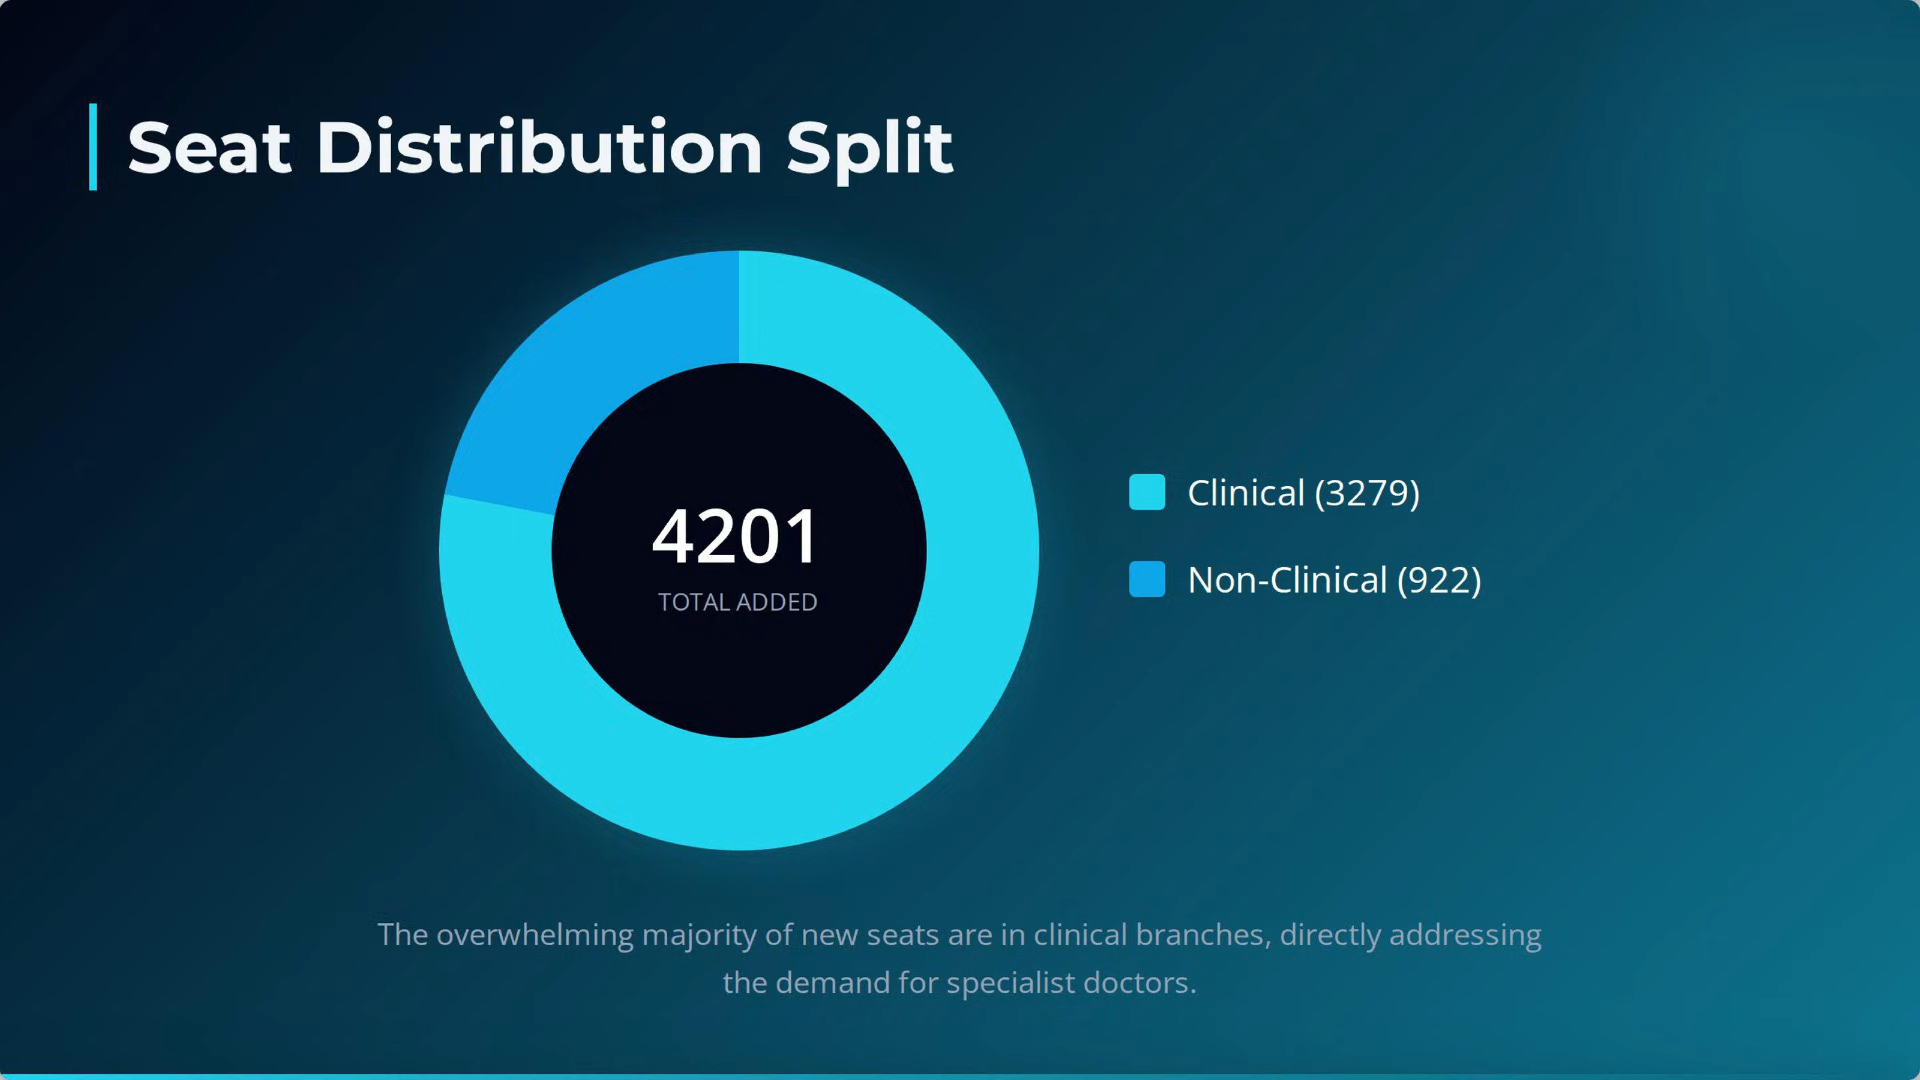 Seat Distribution Split
4201
TOTAL ADDED
Clinical (3279)
Non-Clinical (922)
The overwhelming majority of new seats are in clinical branches, directly addressing
the demand for specialist doctors.